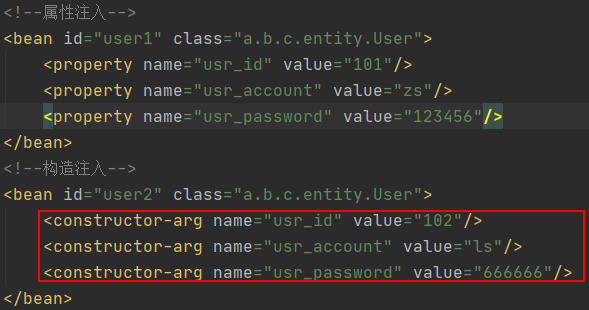 <!--属性注入-->
<bean id="user1" class="a.b.c.entity.User">
    <property name="usr_id" value="101"/>
    <property name="usr_account" value="zs"/>
    <property name="usr_password" value="123456"/>
</bean>
<!--构造注入-->
<bean id="user2" class="a.b.c.entity.User">
    <constructor-arg name="usr_id" value="102"/>
    <constructor-arg name="usr_account" value="ls"/>
    <constructor-arg name="usr_password" value="666666"/>
</bean>